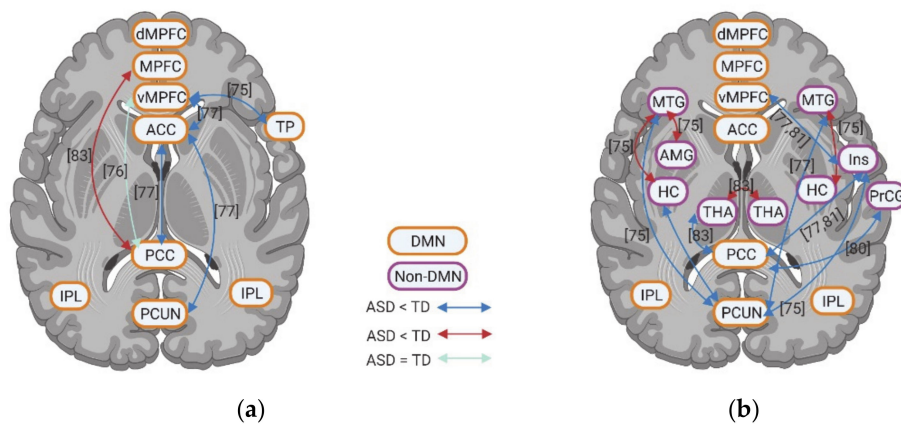 dMPFC
MPFC
vMPFC
[75]
[77]
ACC
TP
[83]
[76]
[77]
[77]
PCC
IPL
IPL
PCUN
DMN
Non-DMN
ASD < TD
ASD < TD
ASD = TD
dMPFC
MPFC
MTG
vMPFC
MTG
[75]
[77,81]
[75]
[75]
ACC
AMG
[77]
Ins
HC
[83]
HC
PrCG
THA
THA
[75]
[83]
[77,81]
PCC
[80]
IPL
IPL
PCUN
[75]
(a)
(b)